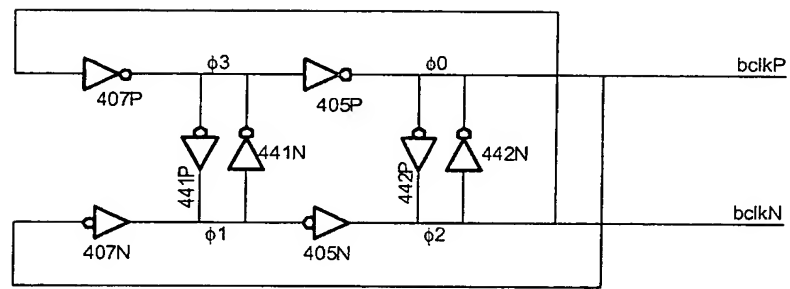 ϕ3
ϕ0
bclkP
407P
405P
441P
441N
442P
442N
bclkN
407N
ϕ1
405N
ϕ2